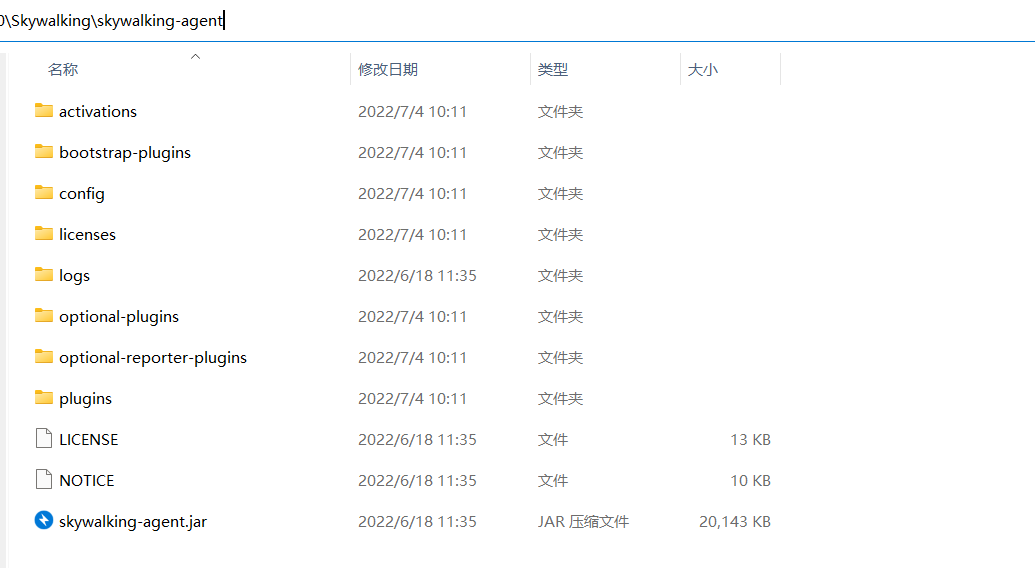 0\Skywalking\skywalking-agent
名称 修改日期 类型 大小
activations 2022/7/4 10:11 文件夹
bootstrap-plugins 2022/7/4 10:11 文件夹
config 2022/7/4 10:11 文件夹
licenses 2022/7/4 10:11 文件夹
logs 2022/6/18 11:35 文件夹
optional-plugins 2022/7/4 10:11 文件夹
optional-reporter-plugins 2022/7/4 10:11 文件夹
plugins 2022/7/4 10:11 文件夹
LICENSE 2022/6/18 11:35 文件 13 KB
NOTICE 2022/6/18 11:35 文件 10 KB
skywalking-agent.jar 2022/6/18 11:35 JAR 压缩文件 20,143 KB